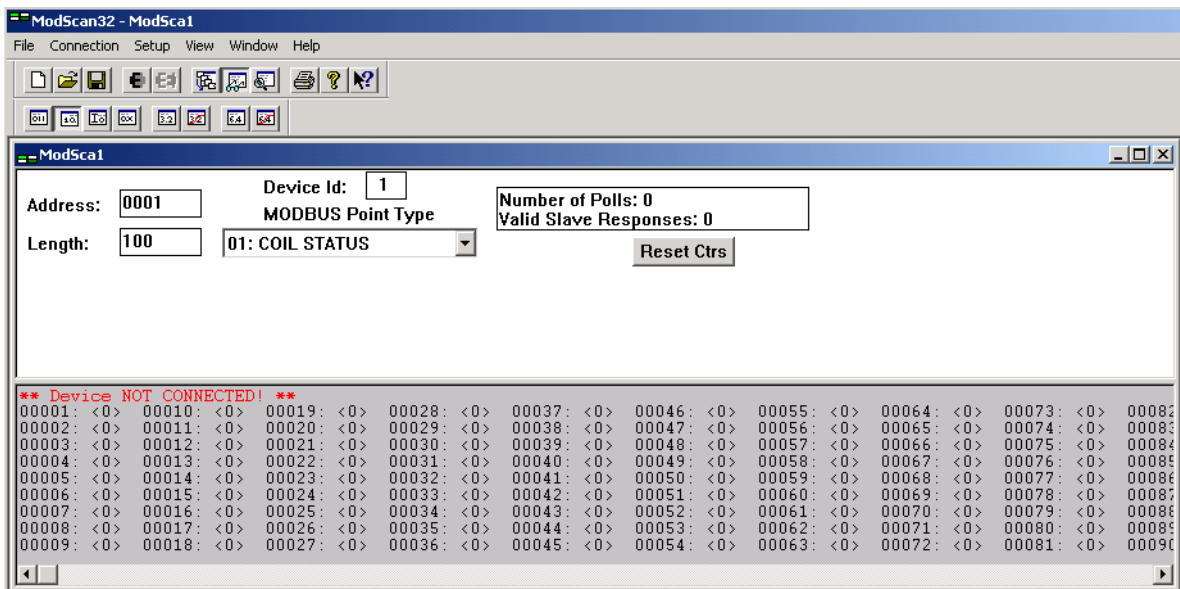 ModScan32 - ModSca1
File Connection Setup View Window Help
ModSca1
Address: 0001
Device Id: 1
MODBUS Point Type
Length: 100
01: COIL STATUS
Number of Polls: 0
Valid Slave Responses: 0
Reset Ctrs
** Device NOT CONNECTED! **
00001: <0> 00010: <0> 00019: <0> 00028: <0> 00037: <0> 00046: <0> 00055: <0> 00064: <0> 00073: <0> 00082
00002: <0> 00011: <0> 00020: <0> 00029: <0> 00038: <0> 00047: <0> 00056: <0> 00065: <0> 00074: <0> 00083
00003: <0> 00012: <0> 00021: <0> 00030: <0> 00039: <0> 00048: <0> 00057: <0> 00066: <0> 00075: <0> 00084
00004: <0> 00013: <0> 00022: <0> 00031: <0> 00040: <0> 00049: <0> 00058: <0> 00067: <0> 00076: <0> 00085
00005: <0> 00014: <0> 00023: <0> 00032: <0> 00041: <0> 00050: <0> 00059: <0> 00068: <0> 00077: <0> 00086
00006: <0> 00015: <0> 00024: <0> 00033: <0> 00042: <0> 00051: <0> 00060: <0> 00069: <0> 00078: <0> 00087
00007: <0> 00016: <0> 00025: <0> 00034: <0> 00043: <0> 00052: <0> 00061: <0> 00070: <0> 00079: <0> 00088
00008: <0> 00017: <0> 00026: <0> 00035: <0> 00044: <0> 00053: <0> 00062: <0> 00071: <0> 00080: <0> 00089
00009: <0> 00018: <0> 00027: <0> 00036: <0> 00045: <0> 00054: <0> 00063: <0> 00072: <0> 00081: <0> 00090